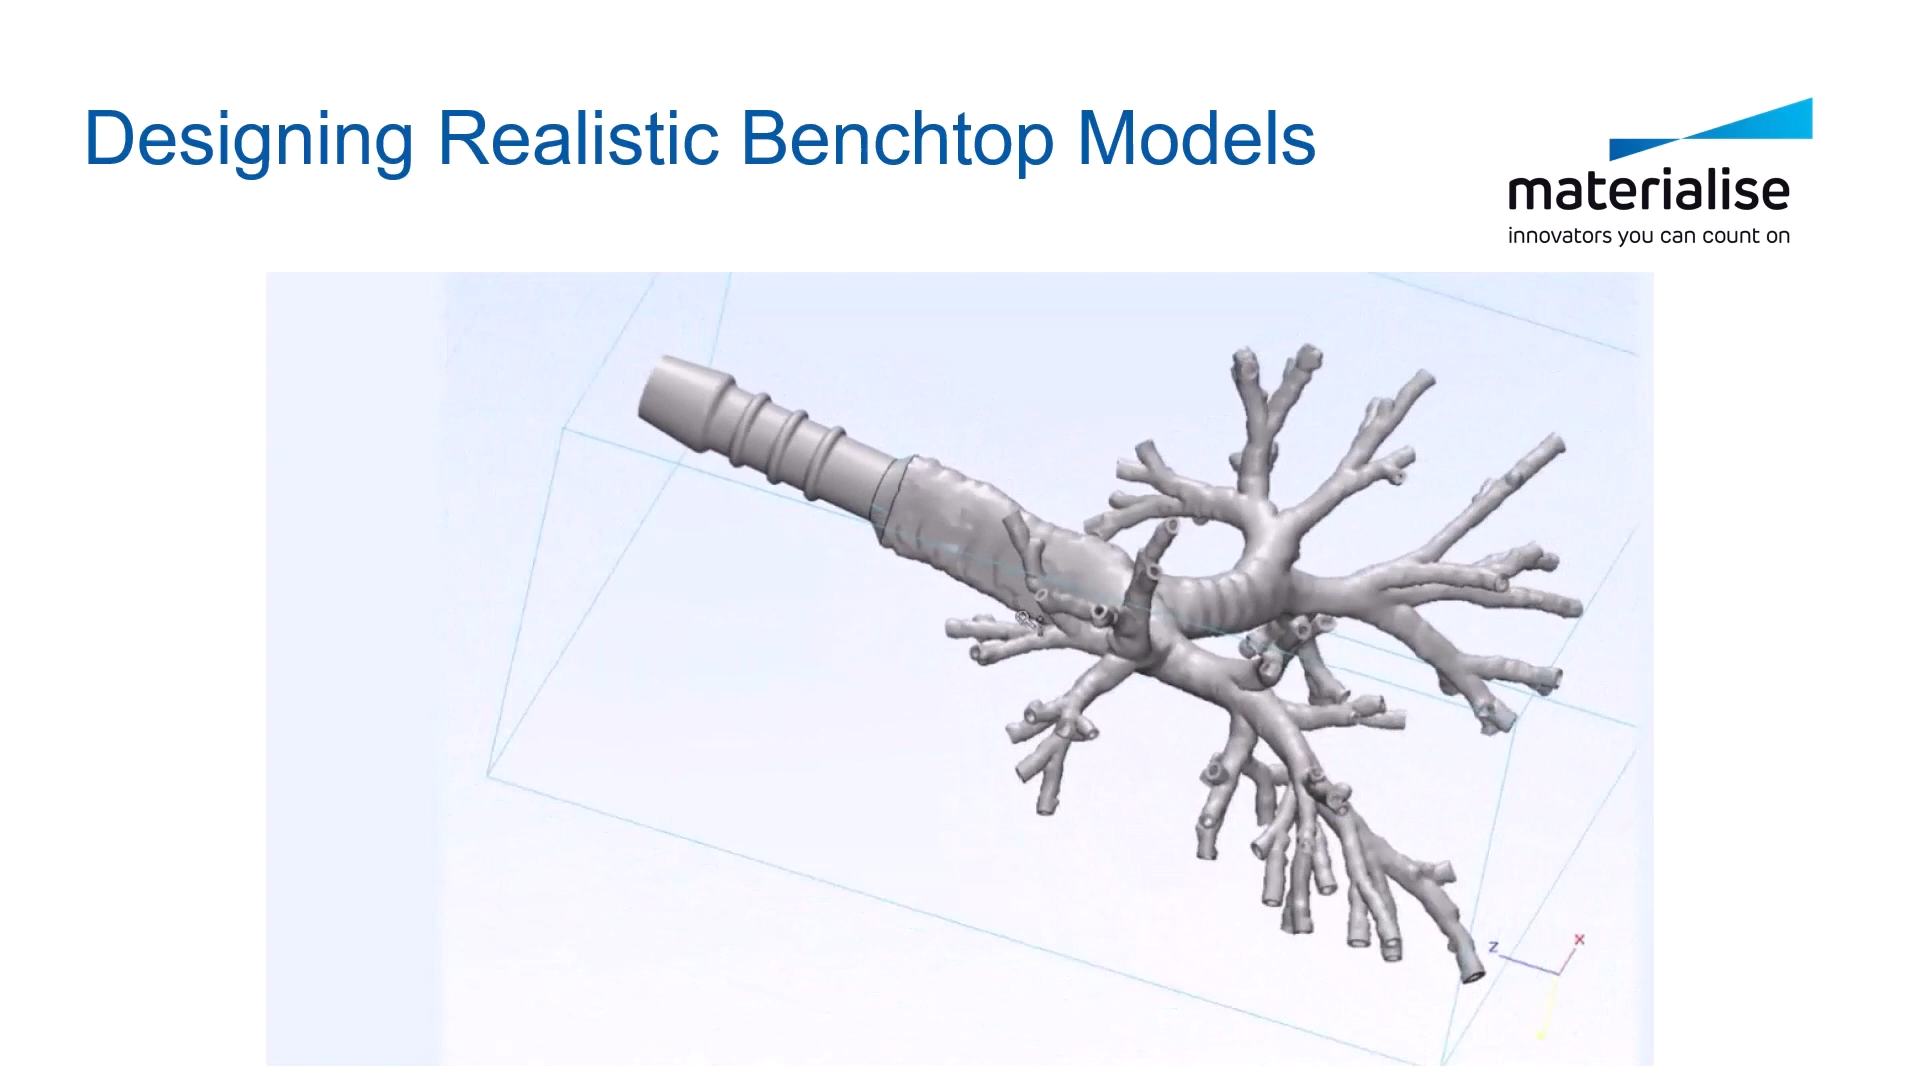 Designing Realistic Benchtop Models
materialise
innovators you can count on
z
x